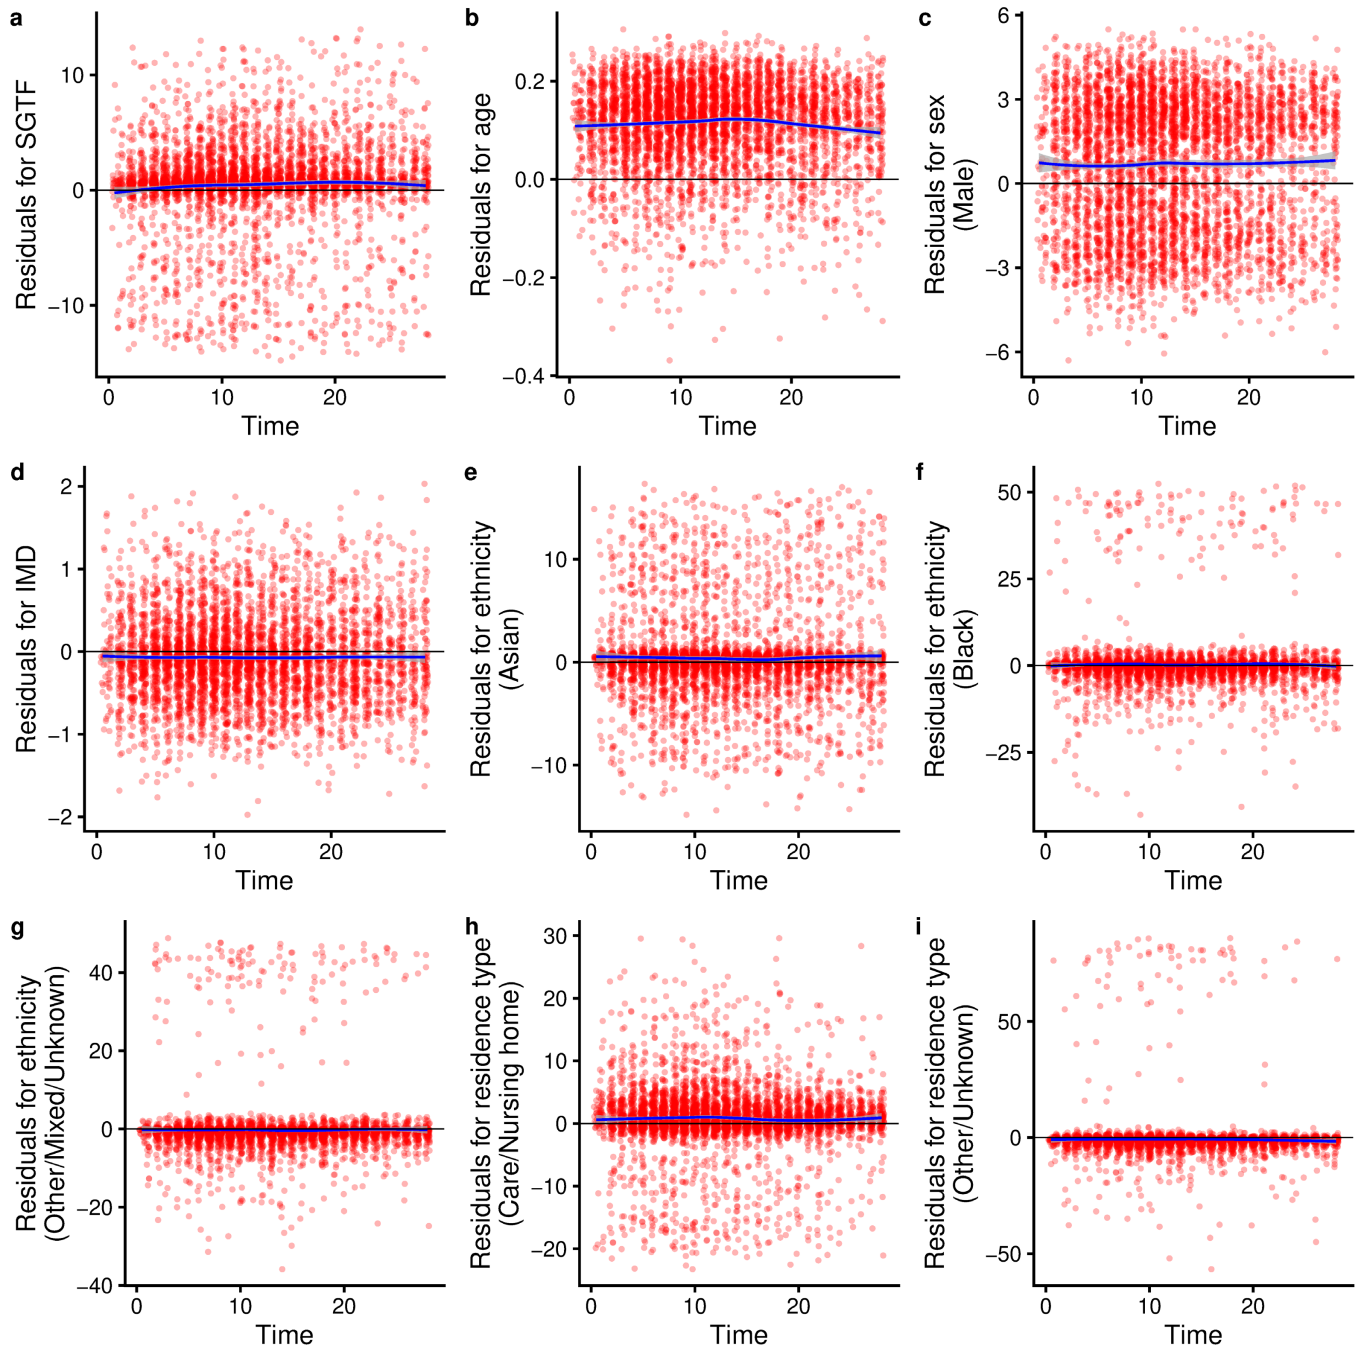 a
Residuals for SGTF
10
0
−10
0
10
20
Time
b
Residuals for age
0.2
0.0
−0.2
−0.4
0
10
20
Time
c
Residuals for sex
(Male)
6
3
0
−3
−6
0
10
20
Time
d
Residuals for IMD
2
1
0
−1
−2
0
10
20
Time
e
Residuals for ethnicity
(Asian)
10
0
−10
0
10
20
Time
f
Residuals for ethnicity
(Black)
50
25
0
−25
0
10
20
Time
g
Residuals for ethnicity
(Other/Mixed/Unknown)
40
20
0
−20
−40
0
10
20
Time
h
Residuals for residence type
(Care/Nursing home)
30
20
10
0
−10
−20
0
10
20
Time
i
Residuals for residence type
(Other/Unknown)
50
0
−50
0
10
20
Time